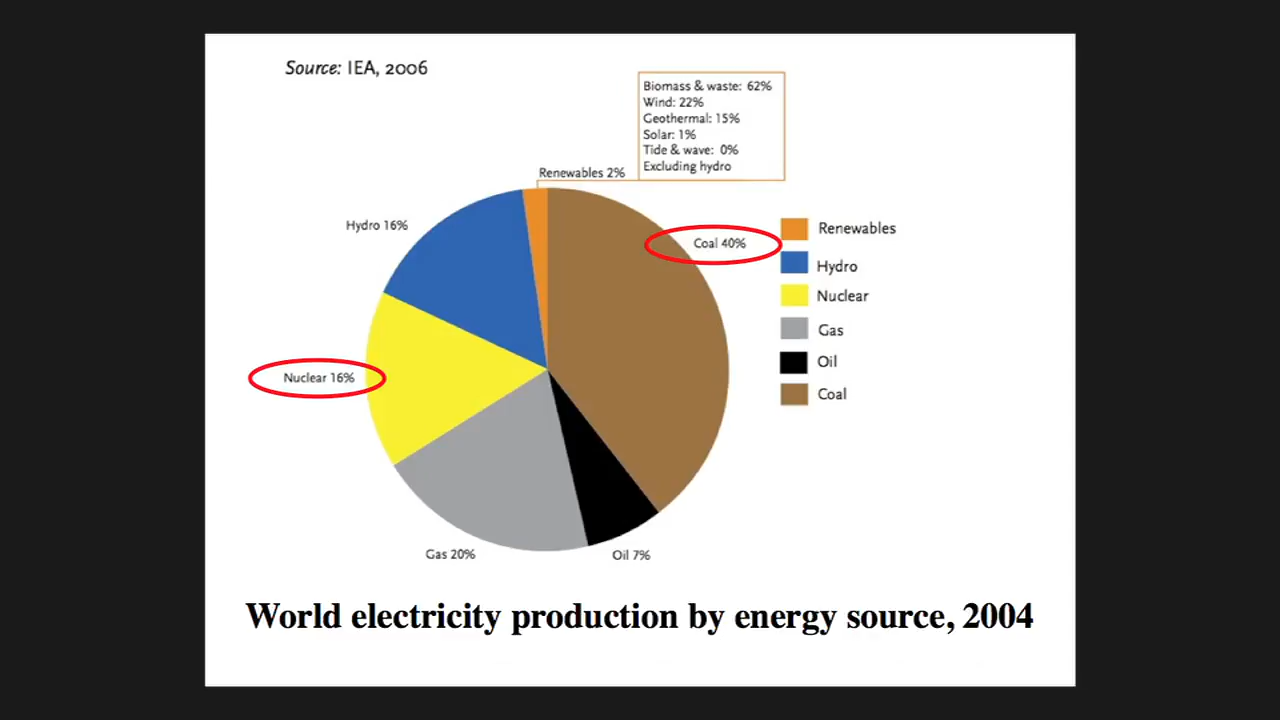 Source: IEA, 2006
Biomass & waste: 62%
Wind: 22%
Geothermal: 15%
Solar: 1%
Tide & wave: 0%
Excluding hydro
Renewables 2%
Hydro 16%
Coal 40%
Renewables
Hydro
Nuclear
Gas
Oil
Coal
Nuclear 16%
Gas 20%
Oil 7%
World electricity production by energy source, 2004